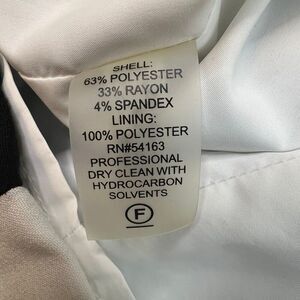 SHELL:
63% POLYESTER
33% RAYON
4% SPANDEX
LINING:
100% POLYESTER
RN#54163
PROFESSIONAL
DRY CLEAN WITH
HYDROCARBON
SOLVENTS
F